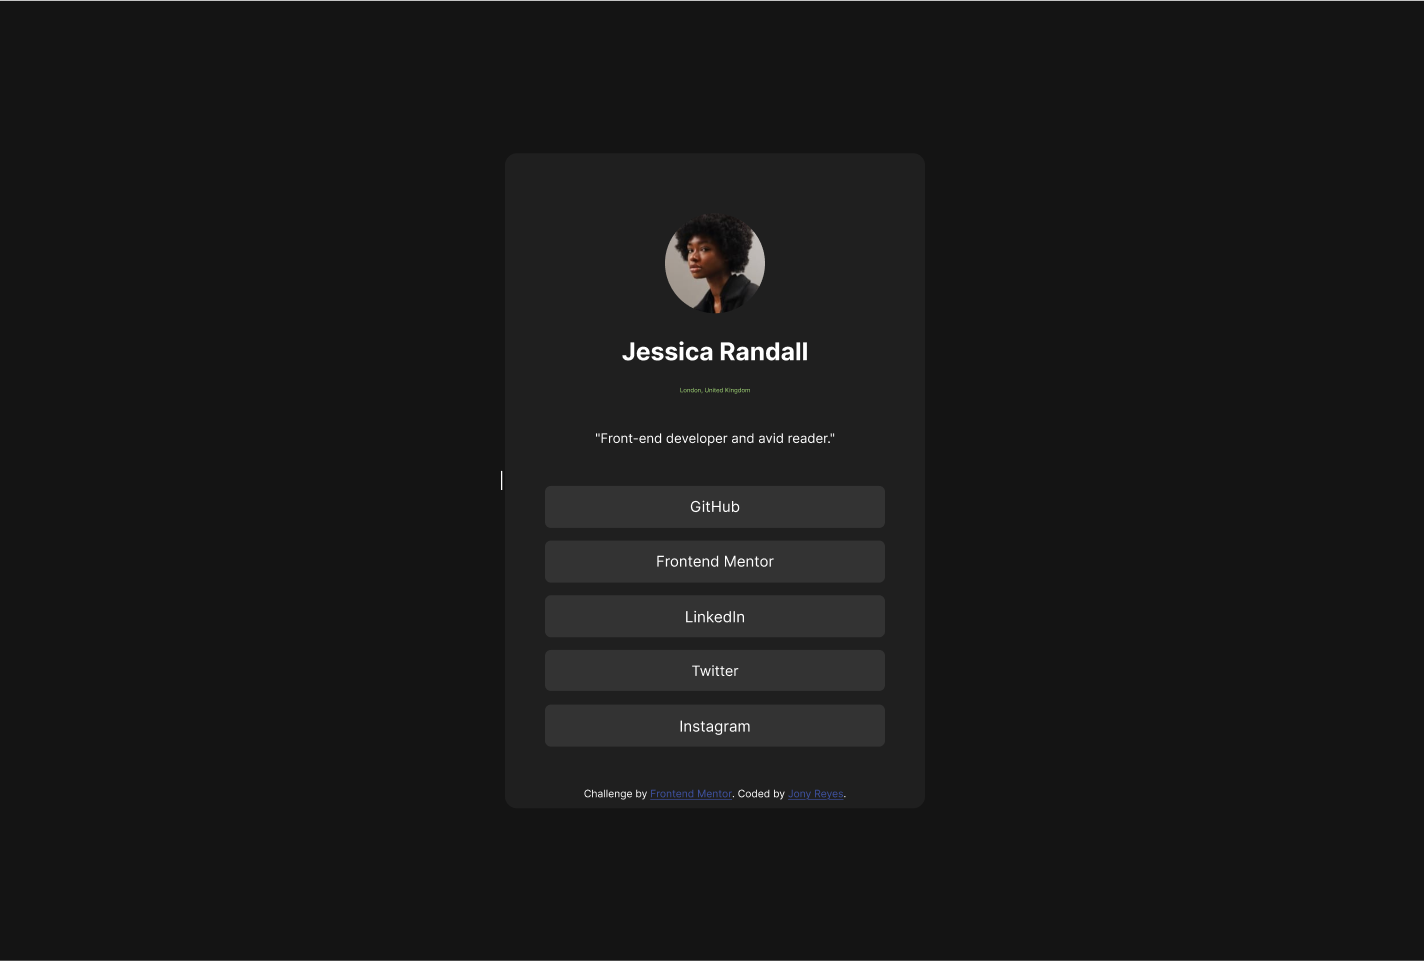 Jessica Randall
London, United Kingdom
"Front-end developer and avid reader."
GitHub
Frontend Mentor
LinkedIn
Twitter
Instagram
Challenge by Frontend Mentor. Coded by Jony Reyes.